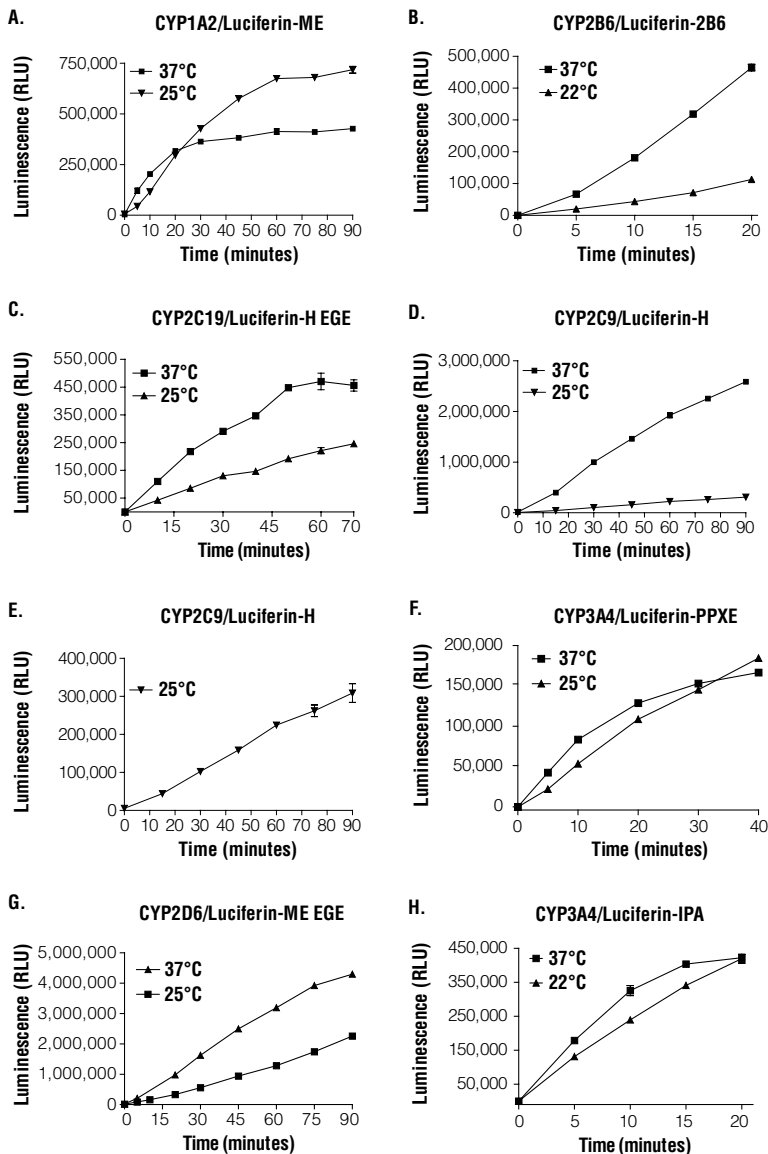 A.
CYP1A2/Luciferin-ME
Luminescence (RLU)
750,000
500,000
250,000
0
37°C
25°C
0 10 20 30 40 50 60 70 80 90
Time (minutes)
B.
CYP2B6/Luciferin-2B6
Luminescence (RLU)
500,000
400,000
300,000
200,000
100,000
0
37°C
22°C
0 5 10 15 20
Time (minutes)
C.
CYP2C19/Luciferin-H EGE
Luminescence (RLU)
550,000
450,000
350,000
250,000
150,000
50,000
37°C
25°C
0 15 30 45 60 70
Time (minutes)
D.
CYP2C9/Luciferin-H
Luminescence (RLU)
3,000,000
2,000,000
1,000,000
0
37°C
25°C
0 10 20 30 40 50 60 70 80 90
Time (minutes)
E.
CYP2C9/Luciferin-H
Luminescence (RLU)
400,000
300,000
200,000
100,000
0
25°C
0 10 20 30 40 50 60 70 80 90
Time (minutes)
F.
CYP3A4/Luciferin-PPXE
Luminescence (RLU)
200,000
150,000
100,000
50,000
0
37°C
25°C
0 10 20 30 40
Time (minutes)
G.
CYP2D6/Luciferin-ME EGE
Luminescence (RLU)
5,000,000
4,000,000
3,000,000
2,000,000
1,000,000
0
37°C
25°C
0 15 30 45 60 75 90
Time (minutes)
H.
CYP3A4/Luciferin-IPA
Luminescence (RLU)
450,000
350,000
250,000
150,000
50,000
37°C
22°C
0 5 10 15 20
Time (minutes)